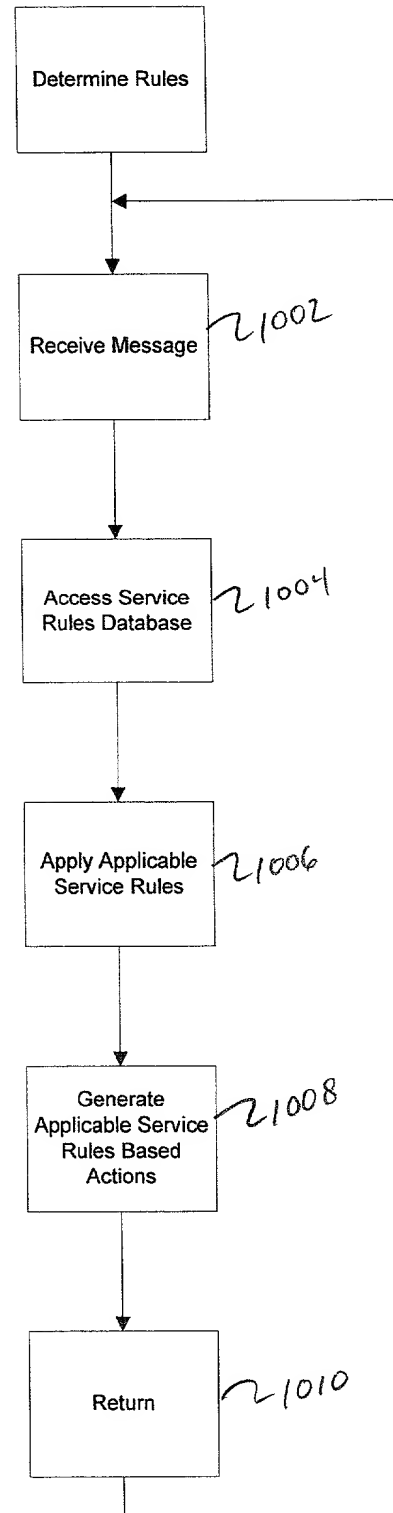 Determine Rules
Receive Message
1002
Access Service
Rules Database
1004
Apply Applicable
Service Rules
1006
Generate
Applicable Service
Rules Based
Actions
1008
Return
1010